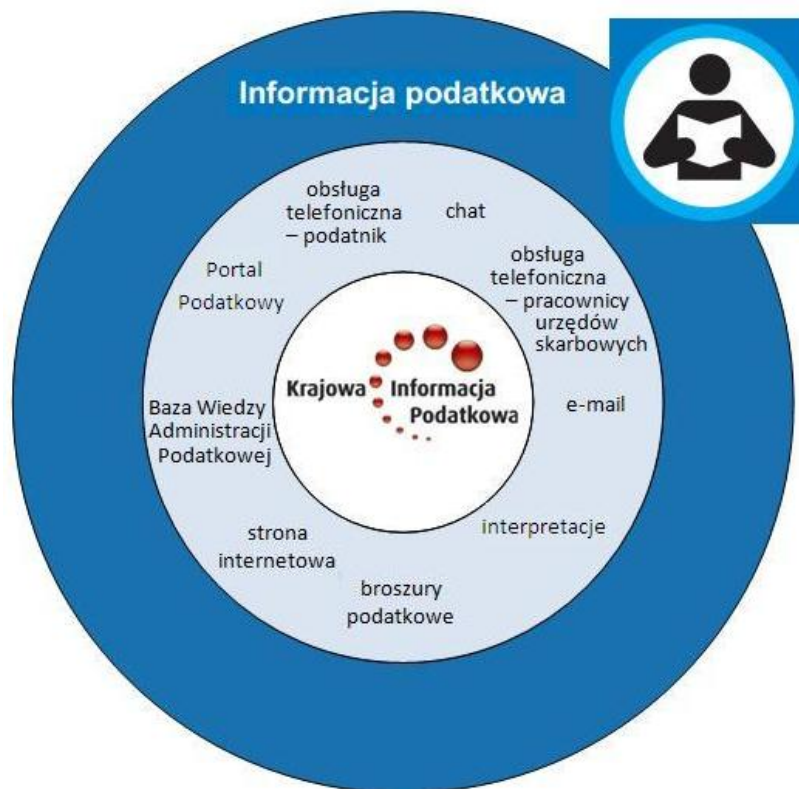 Informacja podatkowa
obsługa
telefoniczna
– podatnik
chat
obsługa
telefoniczna
– pracownicy
urzędów
skarbowych
e-mail
interpretacje
broszury
podatkowe
strona
internetowa
Baza Wiedzy
Administracji
Podatkowej
Portal
Podatkowy
Krajowa Informacja
Podatkowa